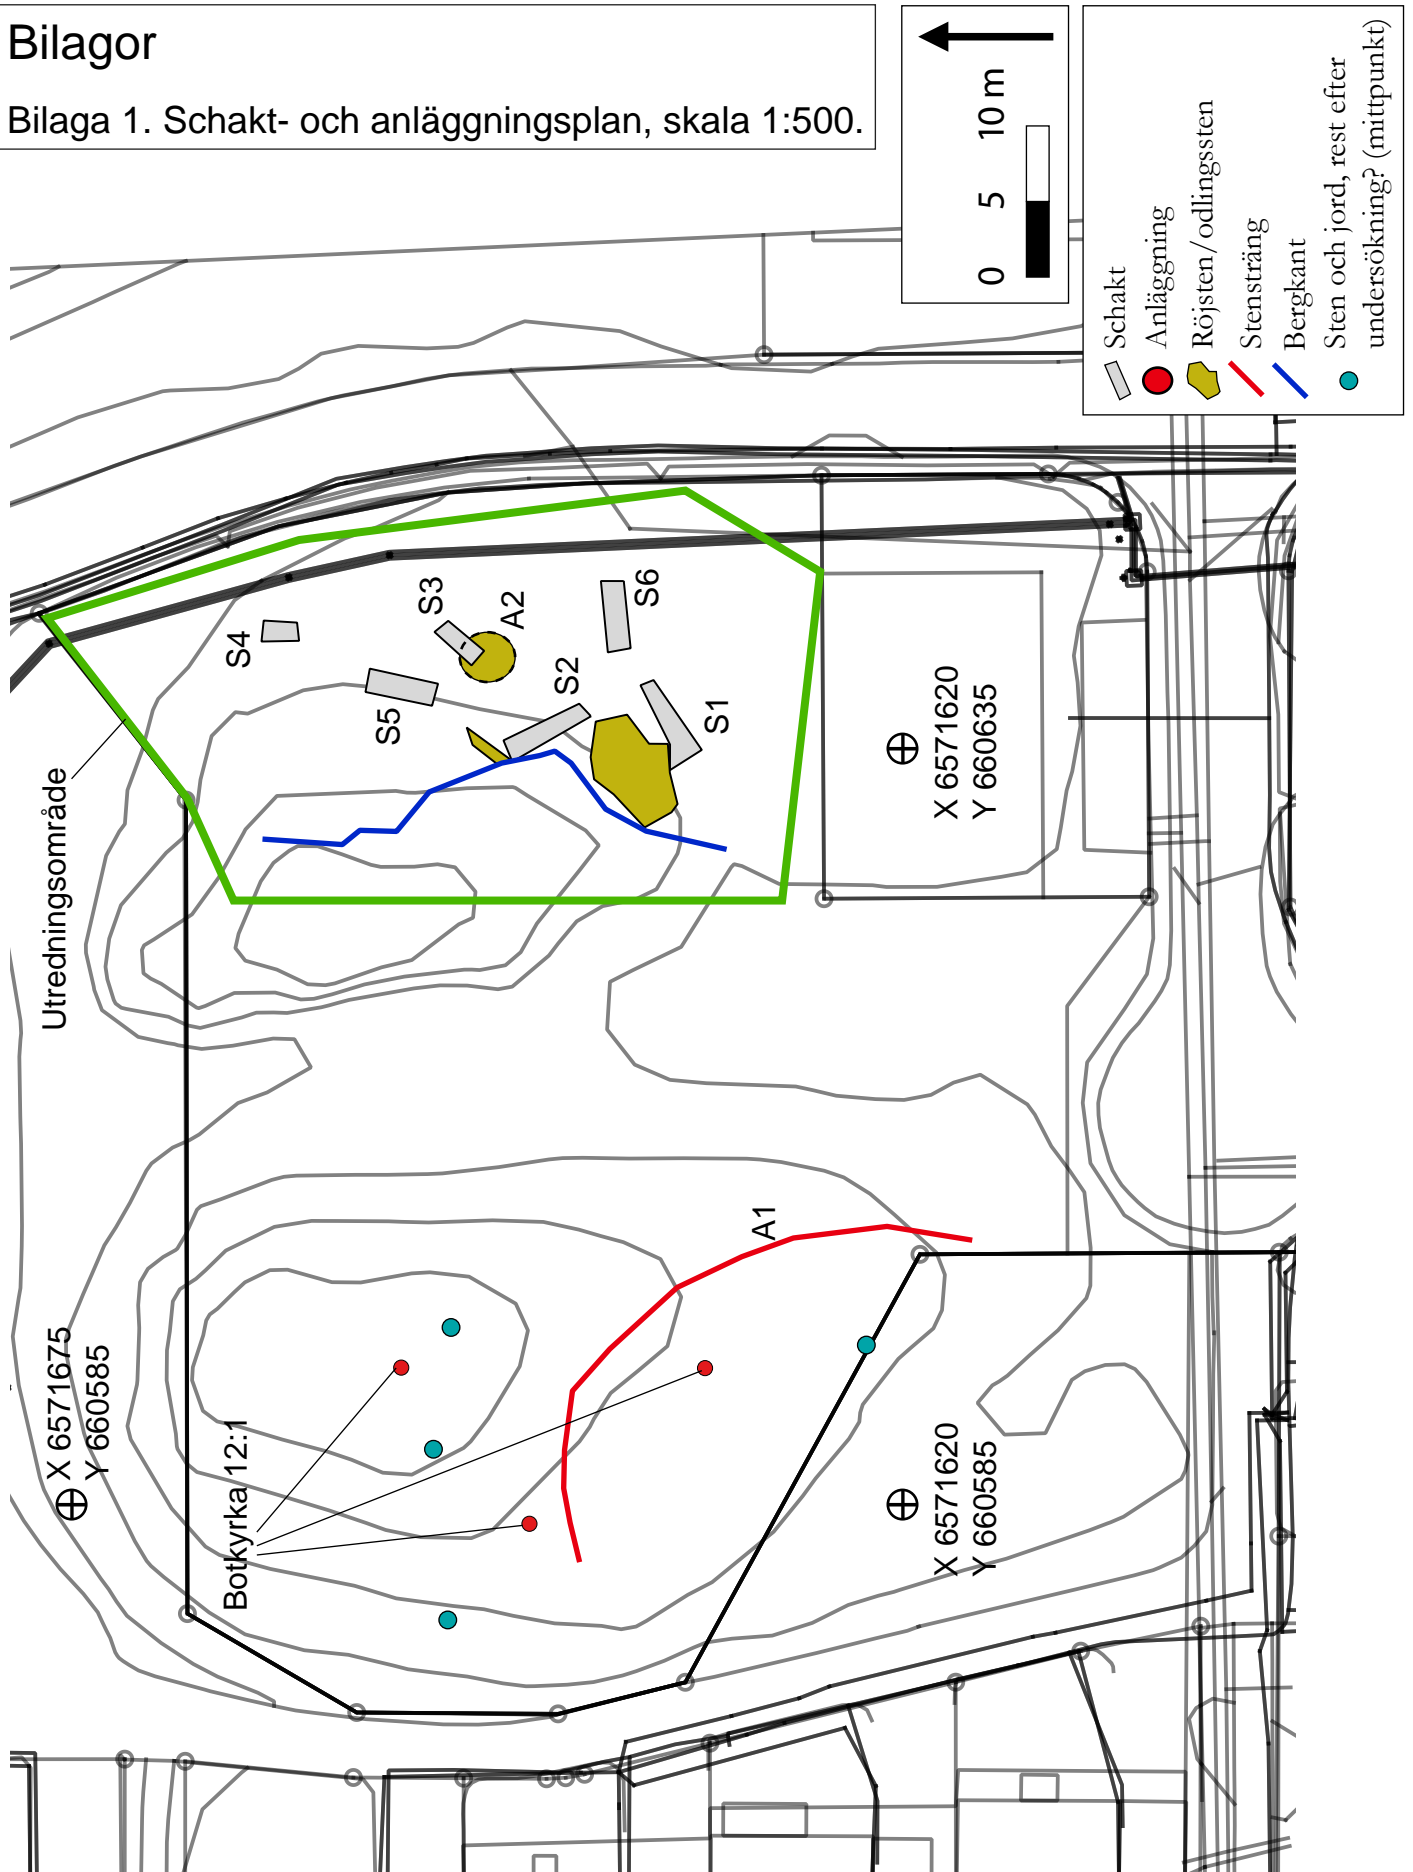 Bilagor
Bilaga 1. Schakt- och anläggningsplan, skala 1:500.
0 5 10 m
Schakt
Anläggning
Röjsten/odlingssten
Stensträng
Bergkant
Sten och jord, rest efter
undersökning? (mittpunkt)
Utredningsområde
S4
S3
A2
S6
S5
S2
S1
X 6571620
Y 660635
A1
X 6571675
Y 660585
Botkyrka 12:1
X 6571620
Y 660585